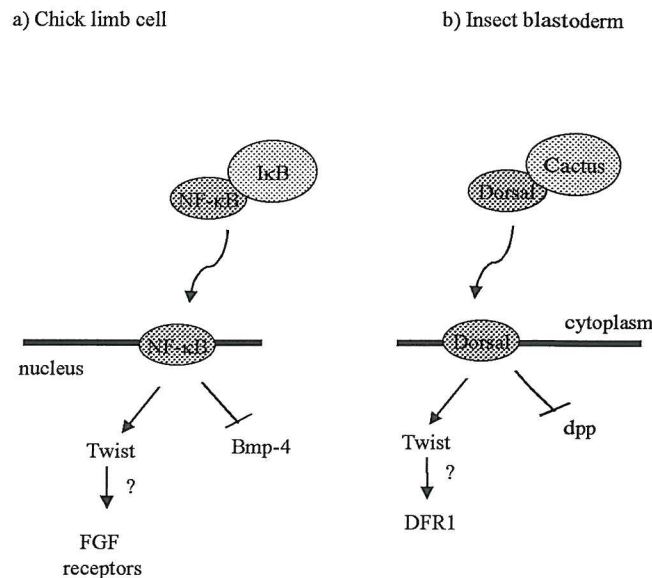 a) Chick limb cell
b) Insect blastoderm
IκB
NF-κB
Cactus
Dorsal
NF-κB
nucleus
Dorsal
cytoplasm
Twist
Bmp-4
?
FGF
receptors
Twist
dpp
?
DFR1